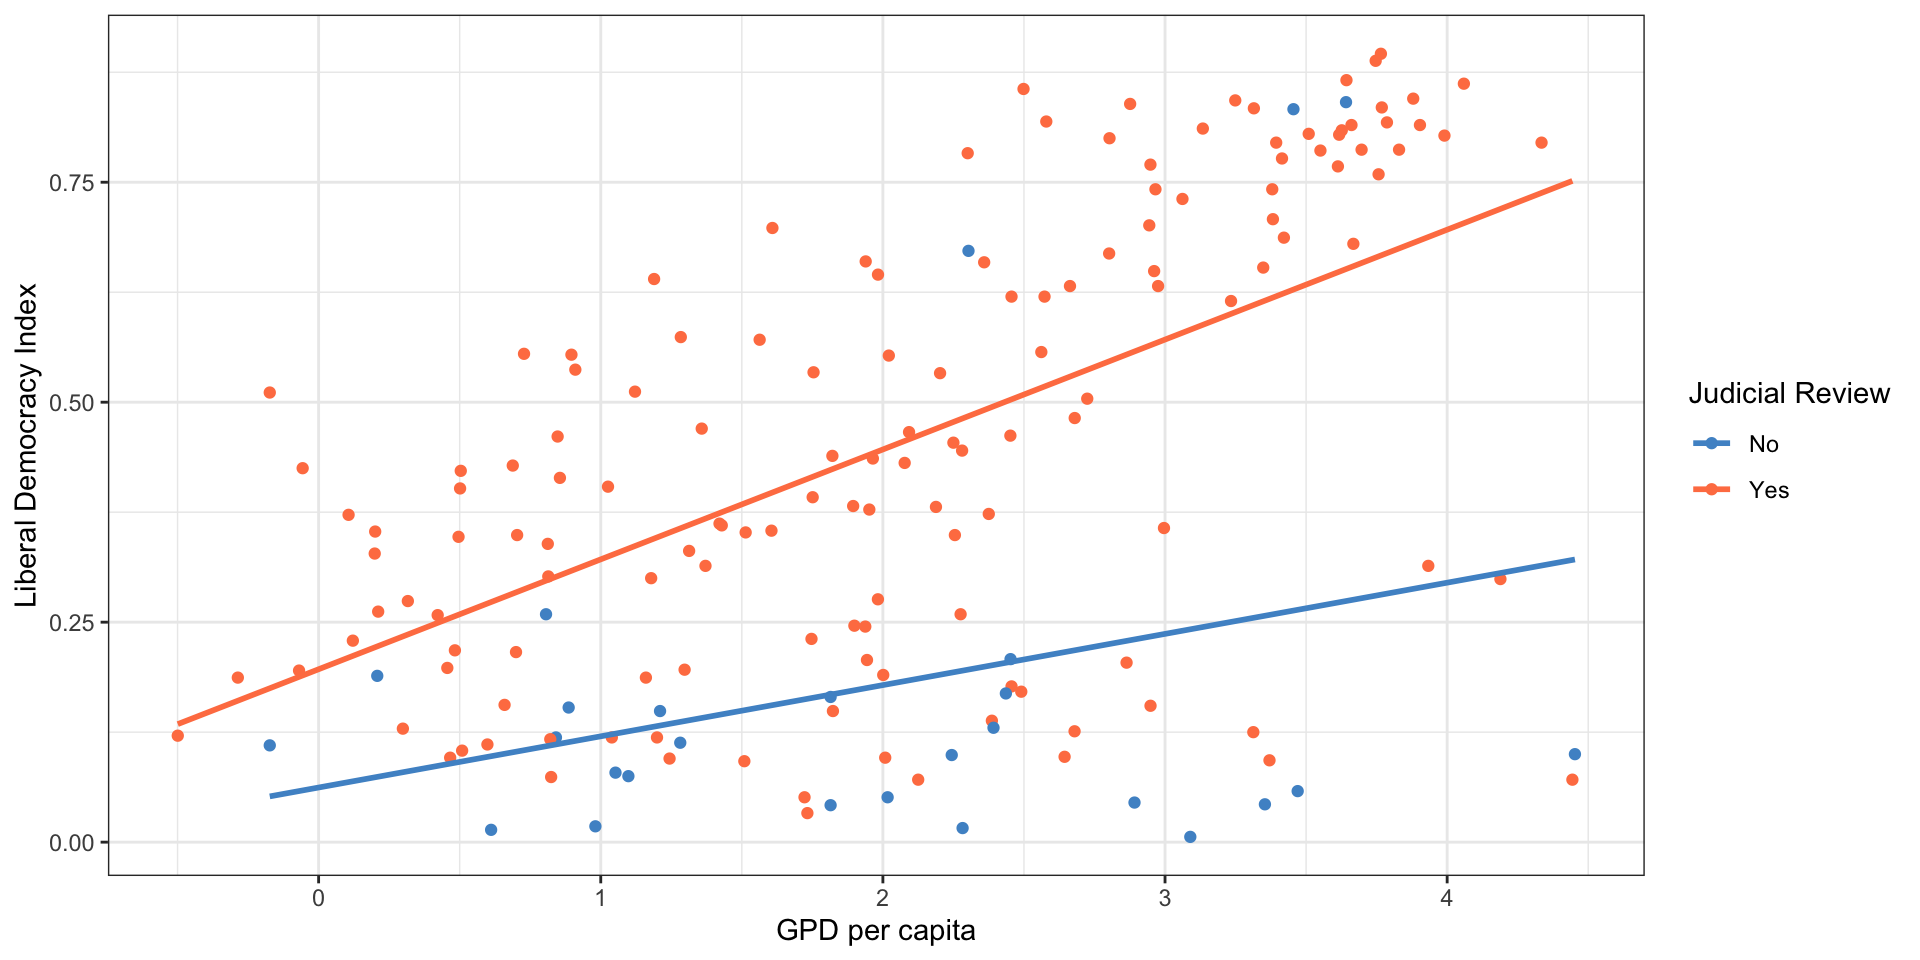 0.75
0.50
0.25
0.00
Liberal Democracy Index
0 1 2 3 4
GPD per capita
Judicial Review
No
Yes